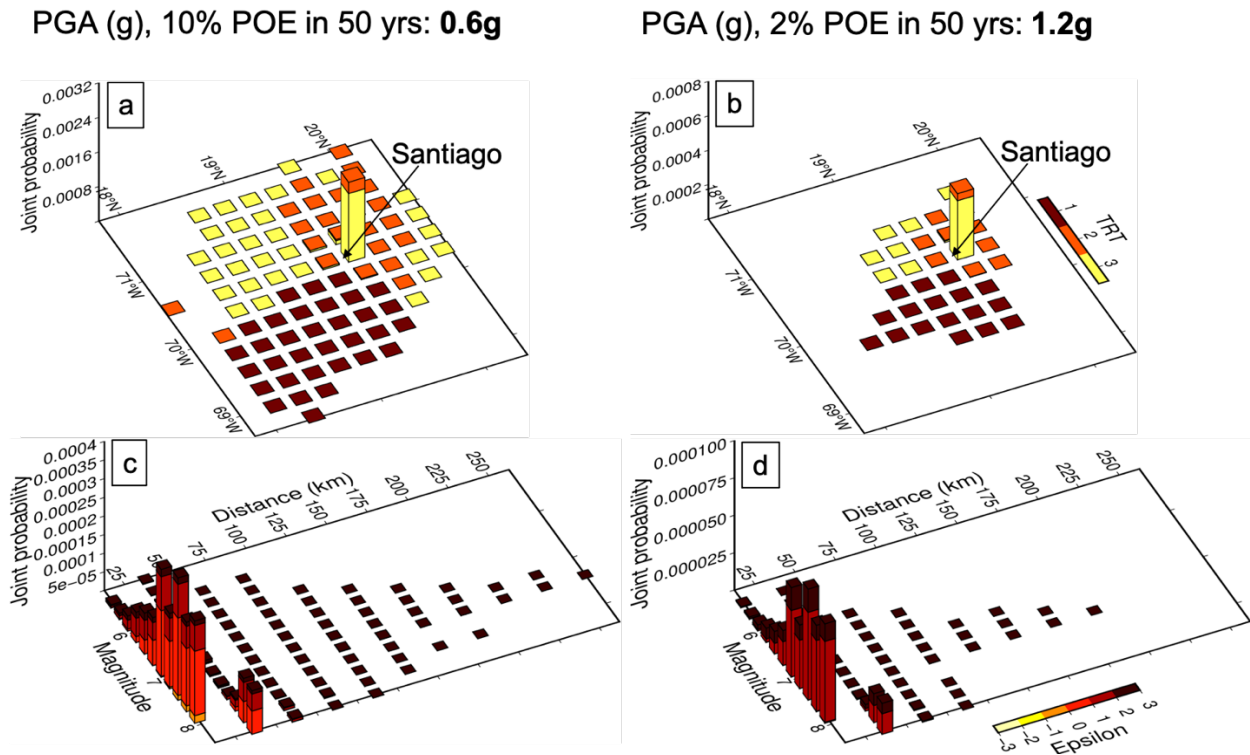 PGA (g), 10% POE in 50 yrs: 0.6g
PGA (g), 2% POE in 50 yrs: 1.2g
a
Joint probability
0.0032
0.0024
0.0016
0.0008
18°N
19°N
20°N
71°W
70°W
69°W
Santiago
b
Joint probability
0.0008
0.0006
0.0004
0.0002
18°N
19°N
20°N
71°W
70°W
69°W
Santiago
TRT
1
2
3
c
Joint probability
0.0004
0.00035
0.0003
0.00025
0.0002
0.00015
0.0001
5e−05
Distance (km)
25
50
75
100
125
150
175
200
225
250
Magnitude
6
7
8
d
Joint probability
0.000100
0.000075
0.000050
0.000025
Distance (km)
25
50
75
100
125
150
175
200
225
250
Magnitude
6
7
8
−3
−2
−1
0
1
2
3
Epsilon